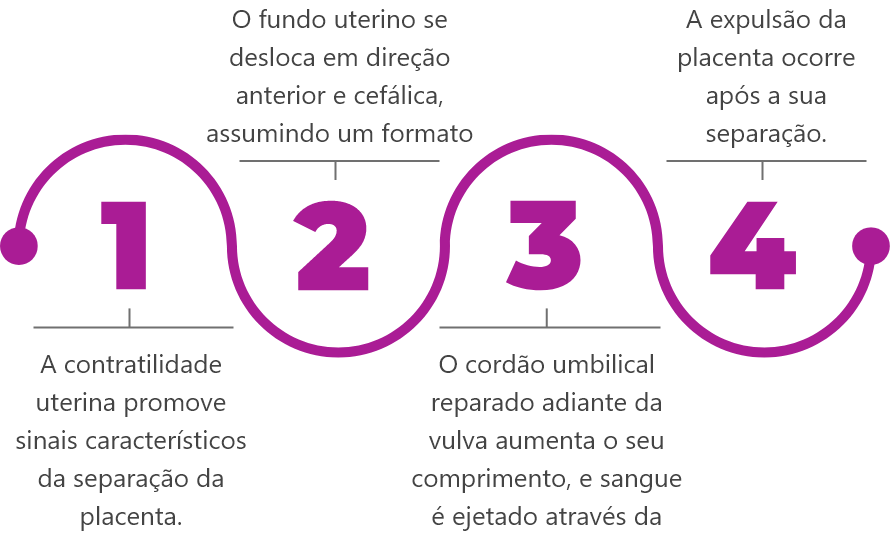 1
A contratilidade
uterina promove
sinais característicos
da separação da
placenta.
O fundo uterino se
desloca em direção
anterior e cefálica,
assumindo um formato
2
3
O cordão umbilical
reparado adiante da
vulva aumenta o seu
comprimento, e sangue
é ejetado através da
A expulsão da
placenta ocorre
após a sua
separação.
4